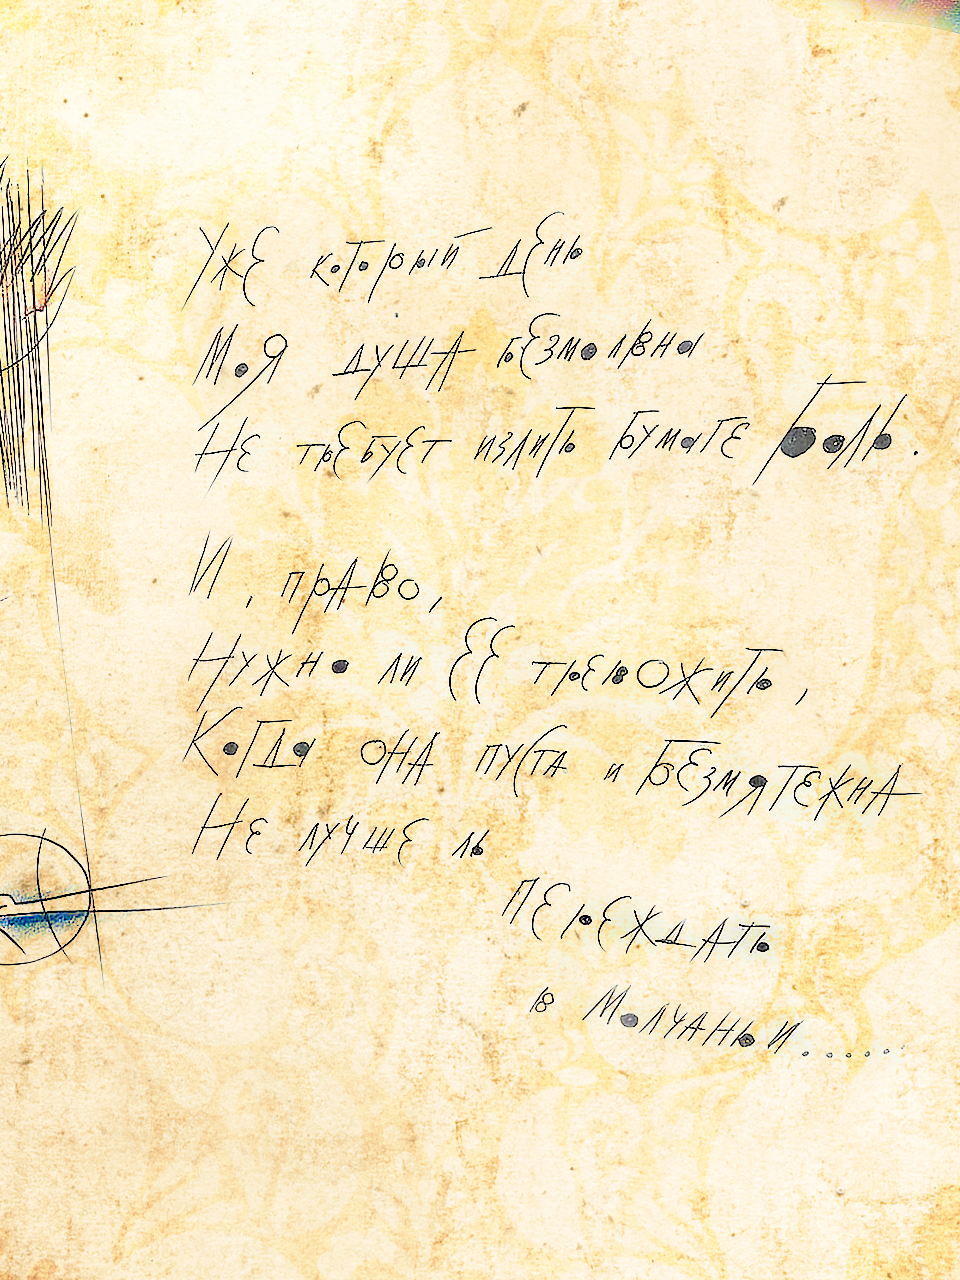 Уже который день
Моя душа безмолвна
Не требует излить бумаге Боль.
И, право,
Нужно ли ЕЁ тревожить,
Когда она пуста и Безмятежна
Не лучше ль
Переждать
в Молчаньи......